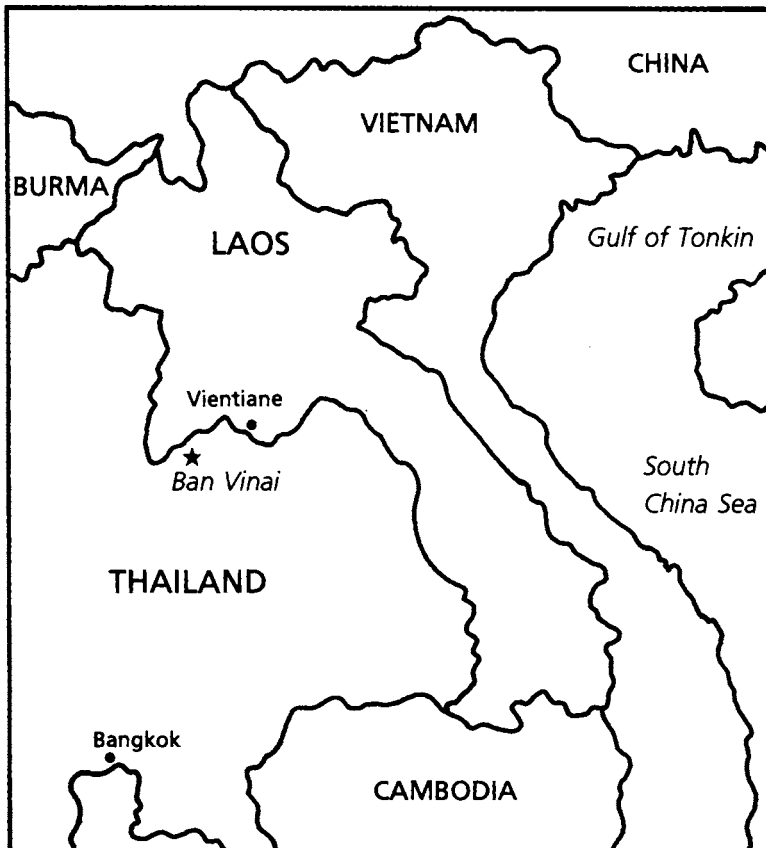 CHINA
VIETNAM
BURMA
LAOS
Gulf of Tonkin
Vientiane
Ban Vinai
South
China Sea
THAILAND
Bangkok
CAMBODIA